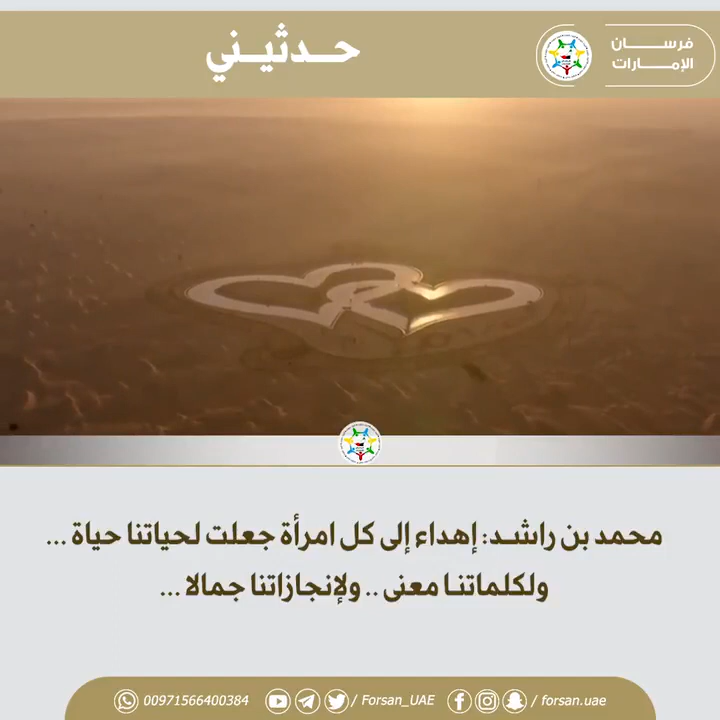 حدثيني
فرسان
الإمارات
محمد بن راشد: إهداء إلى كل امرأة جعلت لحياتنا حياة ...
ولكلماتنا معنى .. ولإنجازاتنا جمالا ...
00971566400384 / Forsan_UAE / forsan.uae